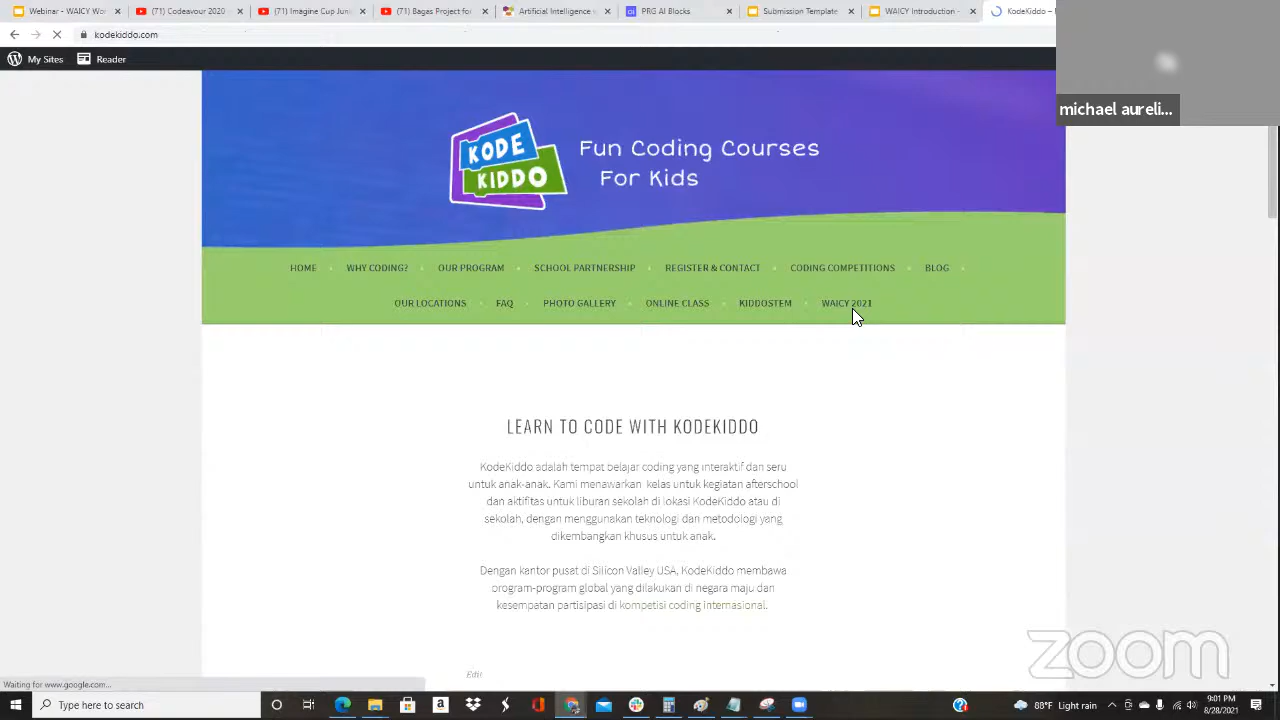 Webinar - WAICY Worc
(71) Codeavour 2020 -
(71) Imagine Cup Juni
(71) Bagas Project for
Artificial Intelligence
PRG AI Blocks
Submission Template
WAICY Introduction -
KodeKiddo –
kodekiddo.com
My Sites
Reader
michael aureli...
KODE
KIDDO
Fun Coding Courses
For Kids
HOME WHY CODING? OUR PROGRAM SCHOOL PARTNERSHIP REGISTER & CONTACT CODING COMPETITIONS BLOG
OUR LOCATIONS FAQ PHOTO GALLERY ONLINE CLASS KIDDOSTEM WAICY 2021
LEARN TO CODE WITH KODEKIDDO
KodeKiddo adalah tempat belajar coding yang interaktif dan seru
untuk anak-anak. Kami menawarkan kelas untuk kegiatan afterschool
dan aktifitas untuk liburan sekolah di lokasi KodeKiddo atau di
sekolah, dengan menggunakan teknologi dan metodologi yang
dikembangkan khusus untuk anak.
Dengan kantor pusat di Silicon Valley USA, KodeKiddo membawa
program-program global yang dilakukan di negara maju dan
kesempatan partisipasi di kompetisi coding internasional.
Edit
zoom
Waiting for www.google.com...
Type here to search
88°F Light rain
9:01 PM
8/28/2021